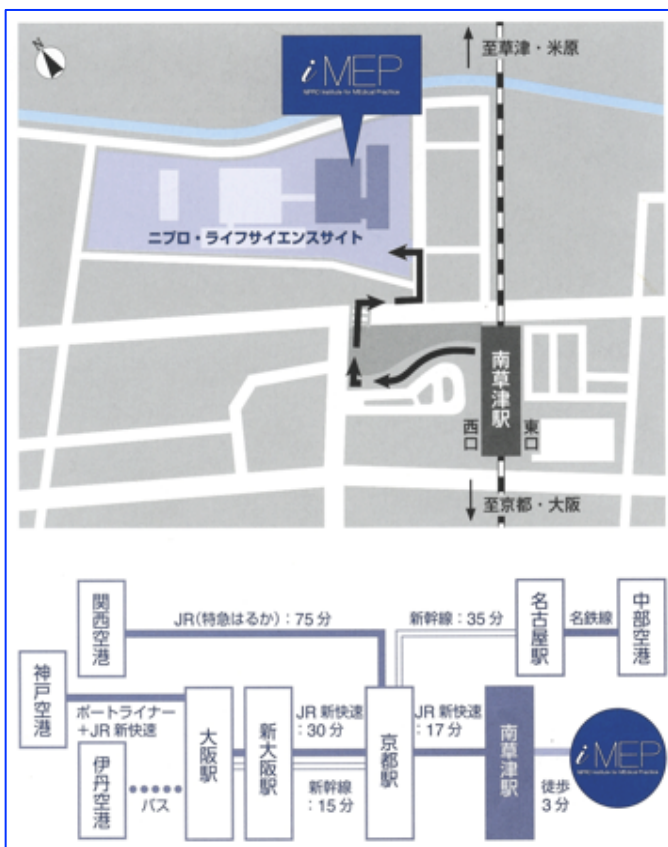 N
iMEP
NIPRO Institute for MEdical Practice
至草津・米原
ニプロ・ライフサイエンスサイト
南草津駅
西口
東口
至京都・大阪
関西空港
JR(特急はるか):75分
新幹線:35分
名古屋駅
名鉄線
中部空港
神戸空港
ポートライナー
+JR 新快速
伊丹空港
バス
大阪駅
新大阪駅
JR 新快速
:30分
新幹線
:15分
京都駅
JR 新快速
:17分
南草津駅
徒歩
3分
iMEP
NIPRO Institute for MEdical Practice